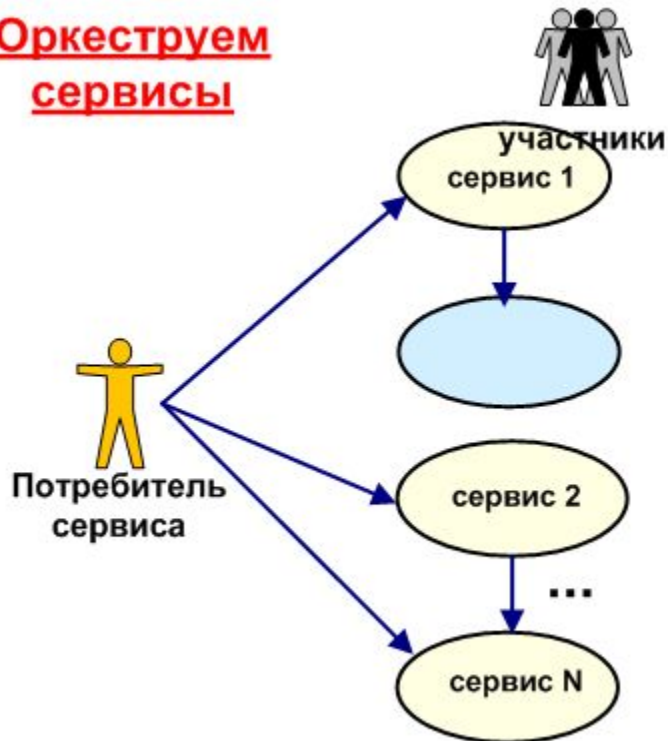 Оркеструем
сервисы
участники
сервис 1
Потребитель
сервиса
сервис 2
...
сервис N